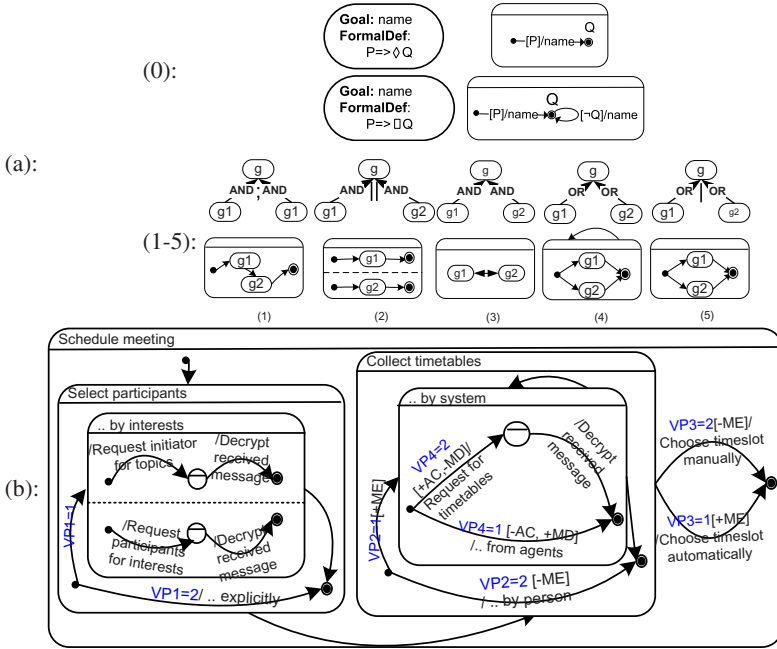 (0):
Goal: name
FormalDef:
P=>◊Q
Q
[P]/name
Goal: name
FormalDef:
P=>□Q
Q
[P]/name
[¬Q]/name
(a):
g
AND ; AND
g1
g1
g
AND || AND
g1
g2
g
AND AND
g1
g2
g
OR OR
g1
g2
g
OR | OR
g1
g2
(1-5):
g1
g2
g1
g2
g1
g2
g1
g2
g1
g2
(1)
(2)
(3)
(4)
(5)
(b):
Schedule meeting
Select participants
.. by interests
/Request initiator
for topics
/Decrypt
received
message
/Request
participants
for interests
/Decrypt
received
message
VP1=1
VP1=2/ .. explicitly
Collect timetables
.. by system
VP4=2
[+AC,-MD]/
Request for
timetables
/Decrypt
received
message
VP4=1 [-AC, +MD]
/.. from agents
VP2=1[+ME]
VP2=2 [-ME]
/ .. by person
VP3=2[-ME]/
Choose timeslot
manually
VP3=1[+ME]
/Choose timeslot
automatically